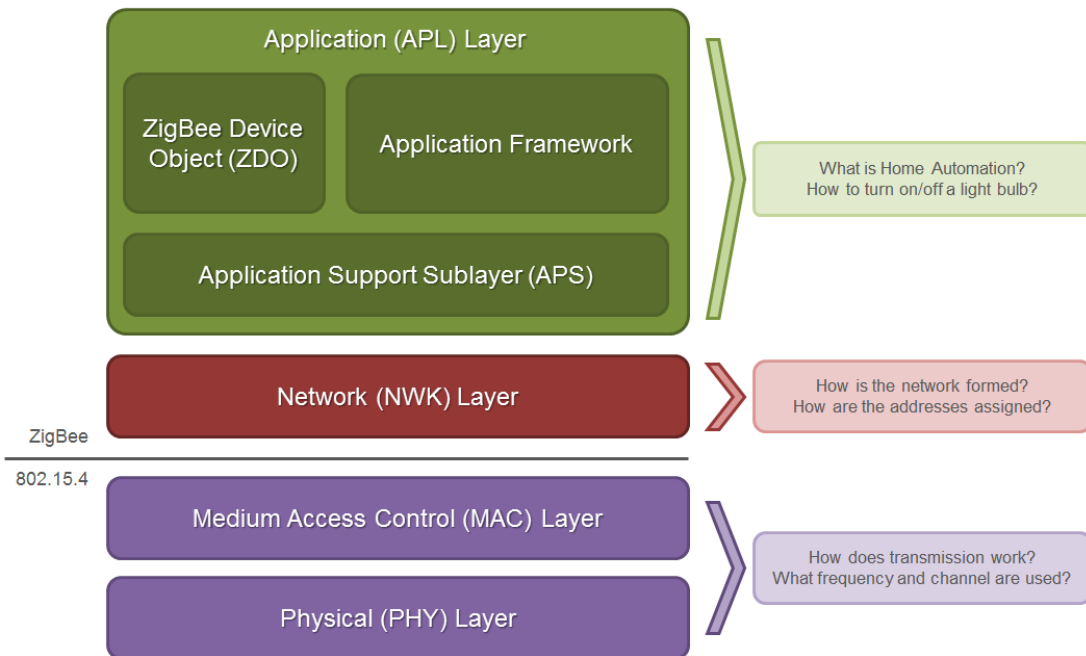 Application (APL) Layer
ZigBee Device
Object (ZDO)
Application Framework
Application Support Sublayer (APS)
What is Home Automation?
How to turn on/off a light bulb?
Network (NWK) Layer
How is the network formed?
How are the addresses assigned?
ZigBee
802.15.4
Medium Access Control (MAC) Layer
Physical (PHY) Layer
How does transmission work?
What frequency and channel are used?